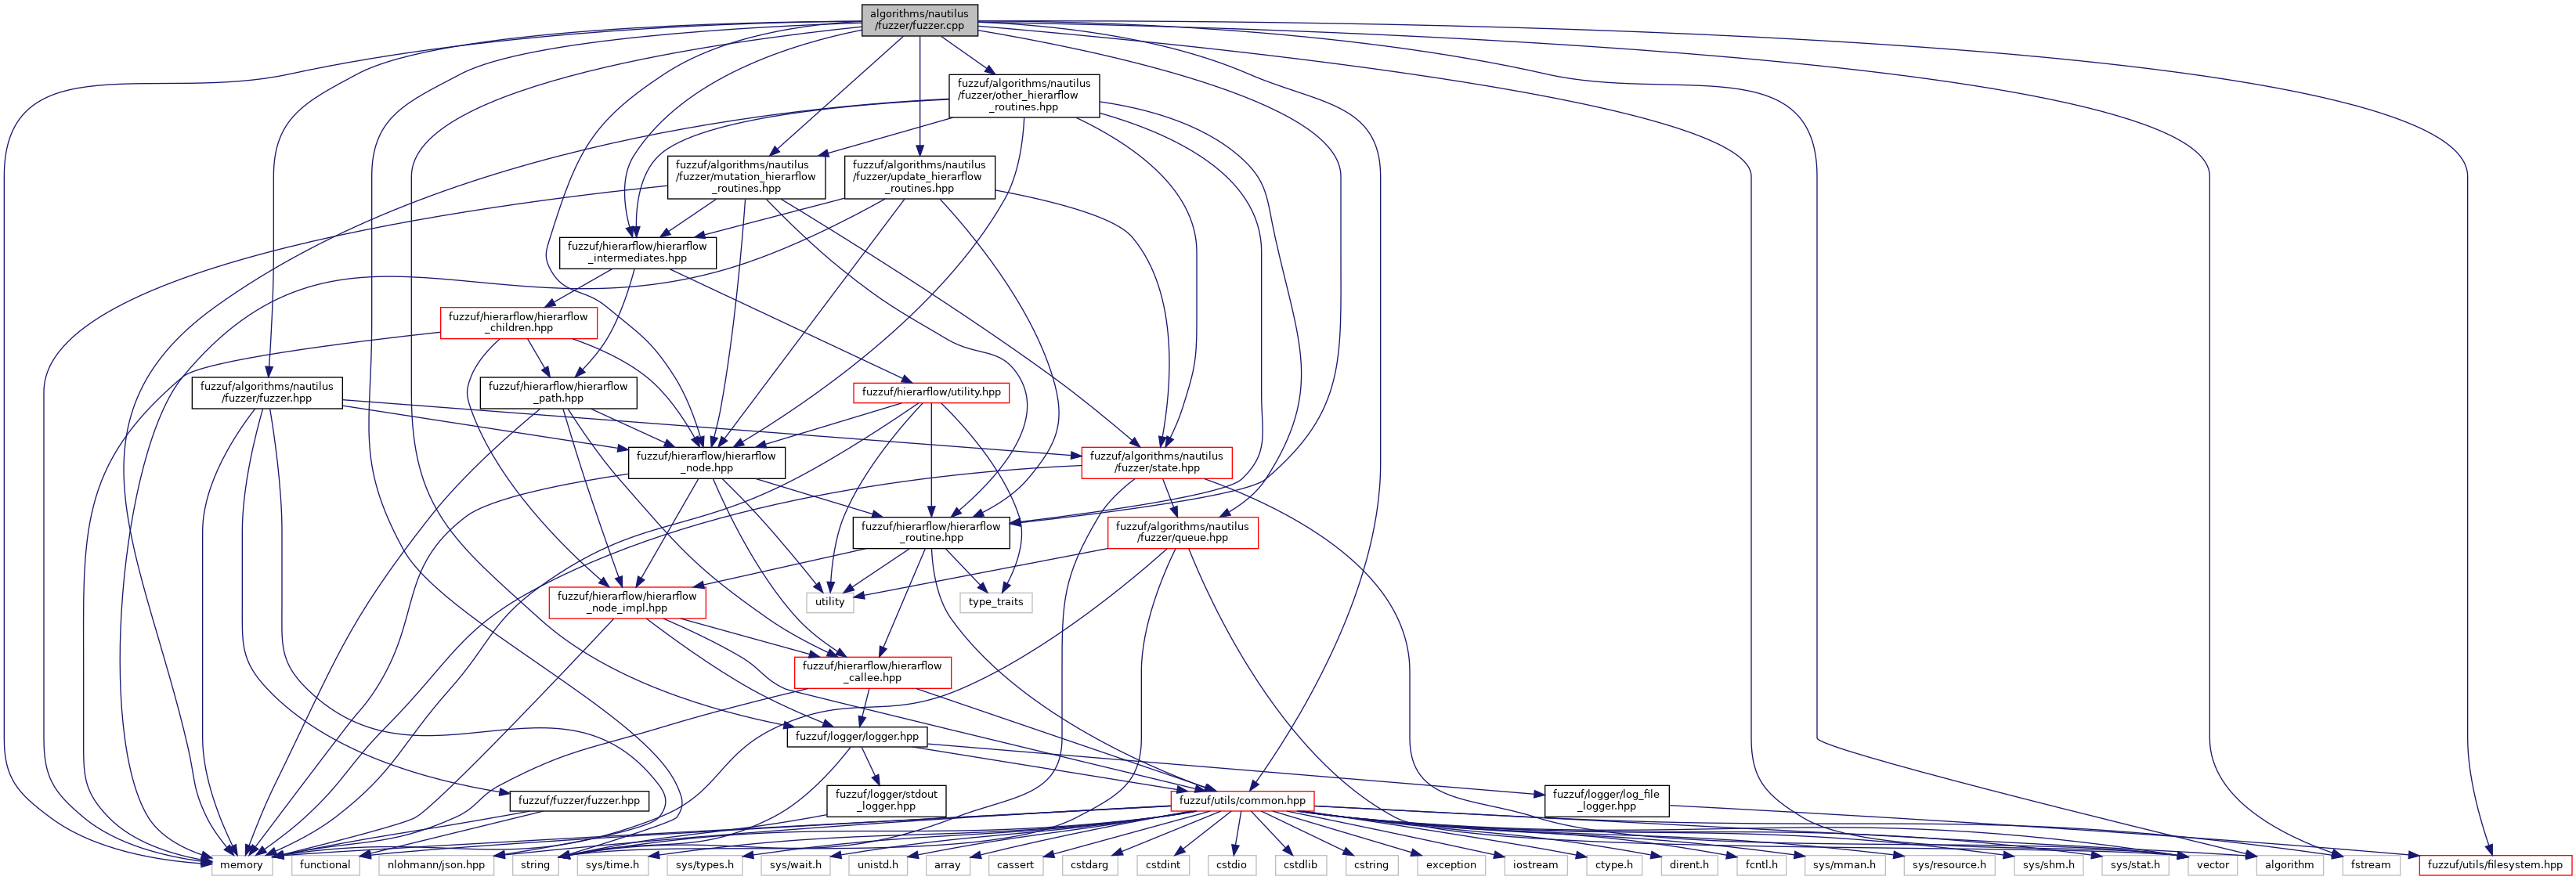 algorithms/nautilus
/fuzzer/fuzzer.cpp
fuzzuf/algorithms/nautilus
/fuzzer/other_hierarflow
_routines.hpp
fuzzuf/algorithms/nautilus
/fuzzer/mutation_hierarflow
_routines.hpp
fuzzuf/algorithms/nautilus
/fuzzer/update_hierarflow
_routines.hpp
fuzzuf/hierarflow/hierarflow
_intermediates.hpp
fuzzuf/hierarflow/hierarflow
_children.hpp
fuzzuf/algorithms/nautilus
/fuzzer/fuzzer.hpp
fuzzuf/hierarflow/hierarflow
_path.hpp
fuzzuf/hierarflow/utility.hpp
fuzzuf/hierarflow/hierarflow
_node.hpp
fuzzuf/algorithms/nautilus
/fuzzer/state.hpp
fuzzuf/hierarflow/hierarflow
_routine.hpp
fuzzuf/algorithms/nautilus
/fuzzer/queue.hpp
fuzzuf/hierarflow/hierarflow
_node_impl.hpp
utility
type_traits
fuzzuf/hierarflow/hierarflow
_callee.hpp
fuzzuf/logger/logger.hpp
fuzzuf/fuzzer/fuzzer.hpp
fuzzuf/logger/stdout
_logger.hpp
fuzzuf/utils/common.hpp
fuzzuf/logger/log_file
_logger.hpp
memory
functional
nlohmann/json.hpp
string
sys/time.h
sys/types.h
sys/wait.h
unistd.h
array
cassert
cstdarg
cstdint
cstdio
cstdlib
cstring
exception
iostream
ctype.h
dirent.h
fcntl.h
sys/mman.h
sys/resource.h
sys/shm.h
sys/stat.h
vector
algorithm
fstream
fuzzuf/utils/filesystem.hpp